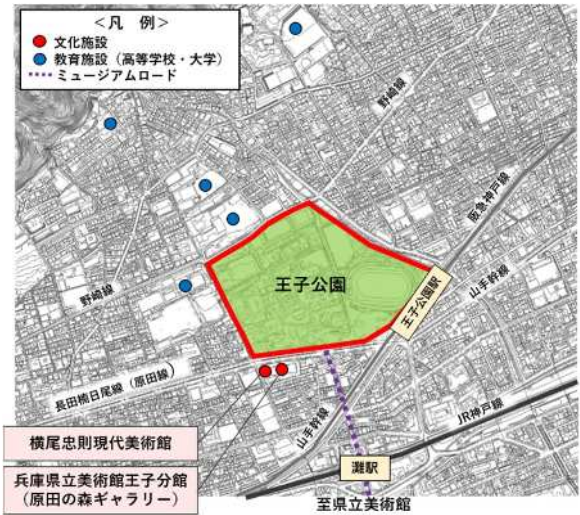 ＜凡　例＞
文化施設
教育施設（高等学校・大学）
ミュージアムロード
野崎線
阪急神戸線
王子公園
王子公園駅
山手幹線
野崎線
長田楠日尾線（原田線）
横尾忠則現代美術館
山手幹線
JR神戸線
兵庫県立美術館王子分館
（原田の森ギャラリー）
灘駅
至県立美術館